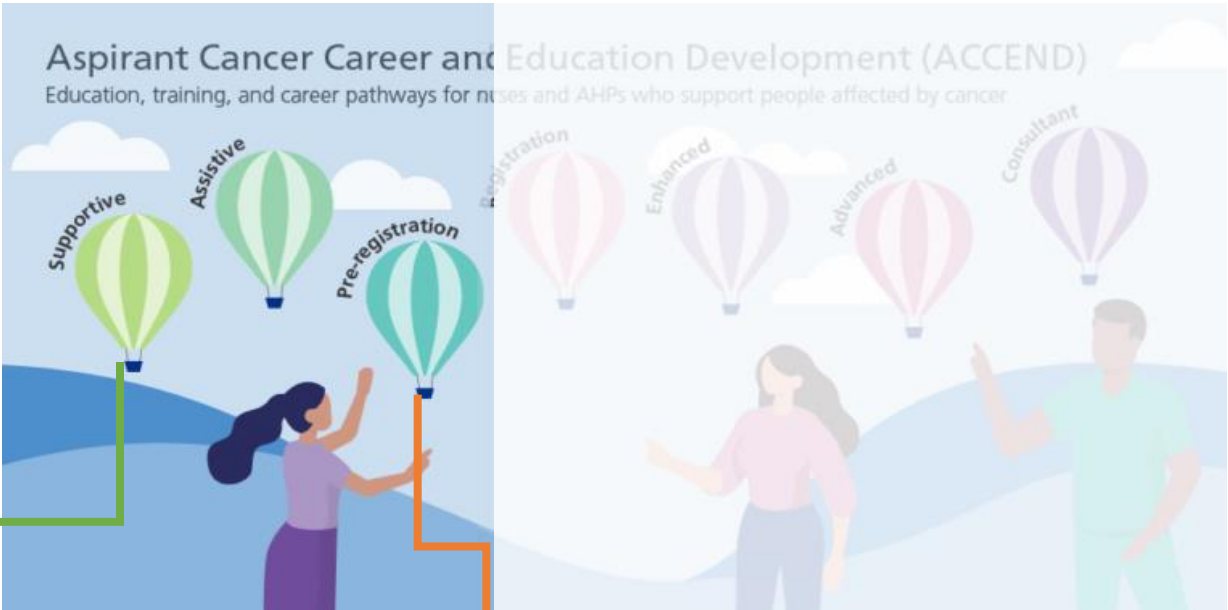 Aspirant Cancer Career and Education Development (ACCEND)
Education, training, and career pathways for nuses and AHPs who support people affected by cancer
Supportive
Assistive
Pre-registration
Registration
Enhanced
Advanced
Consultant